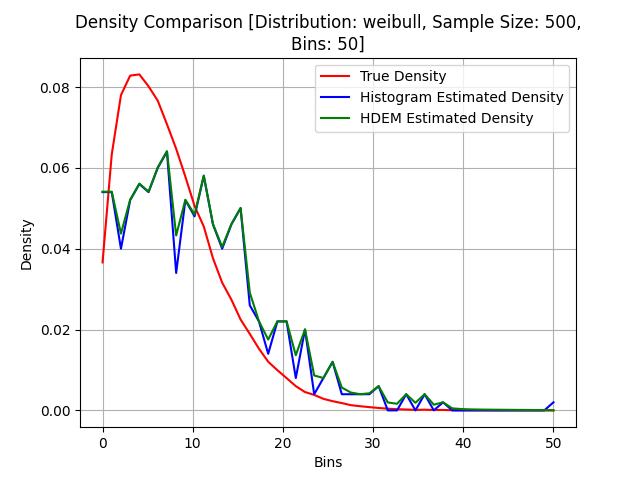 Density Comparison [Distribution: weibull, Sample Size: 500,
Bins: 50]
True Density
Histogram Estimated Density
HDEM Estimated Density
Density
0.08
0.06
0.04
0.02
0.00
0 10 20 30 40 50
Bins